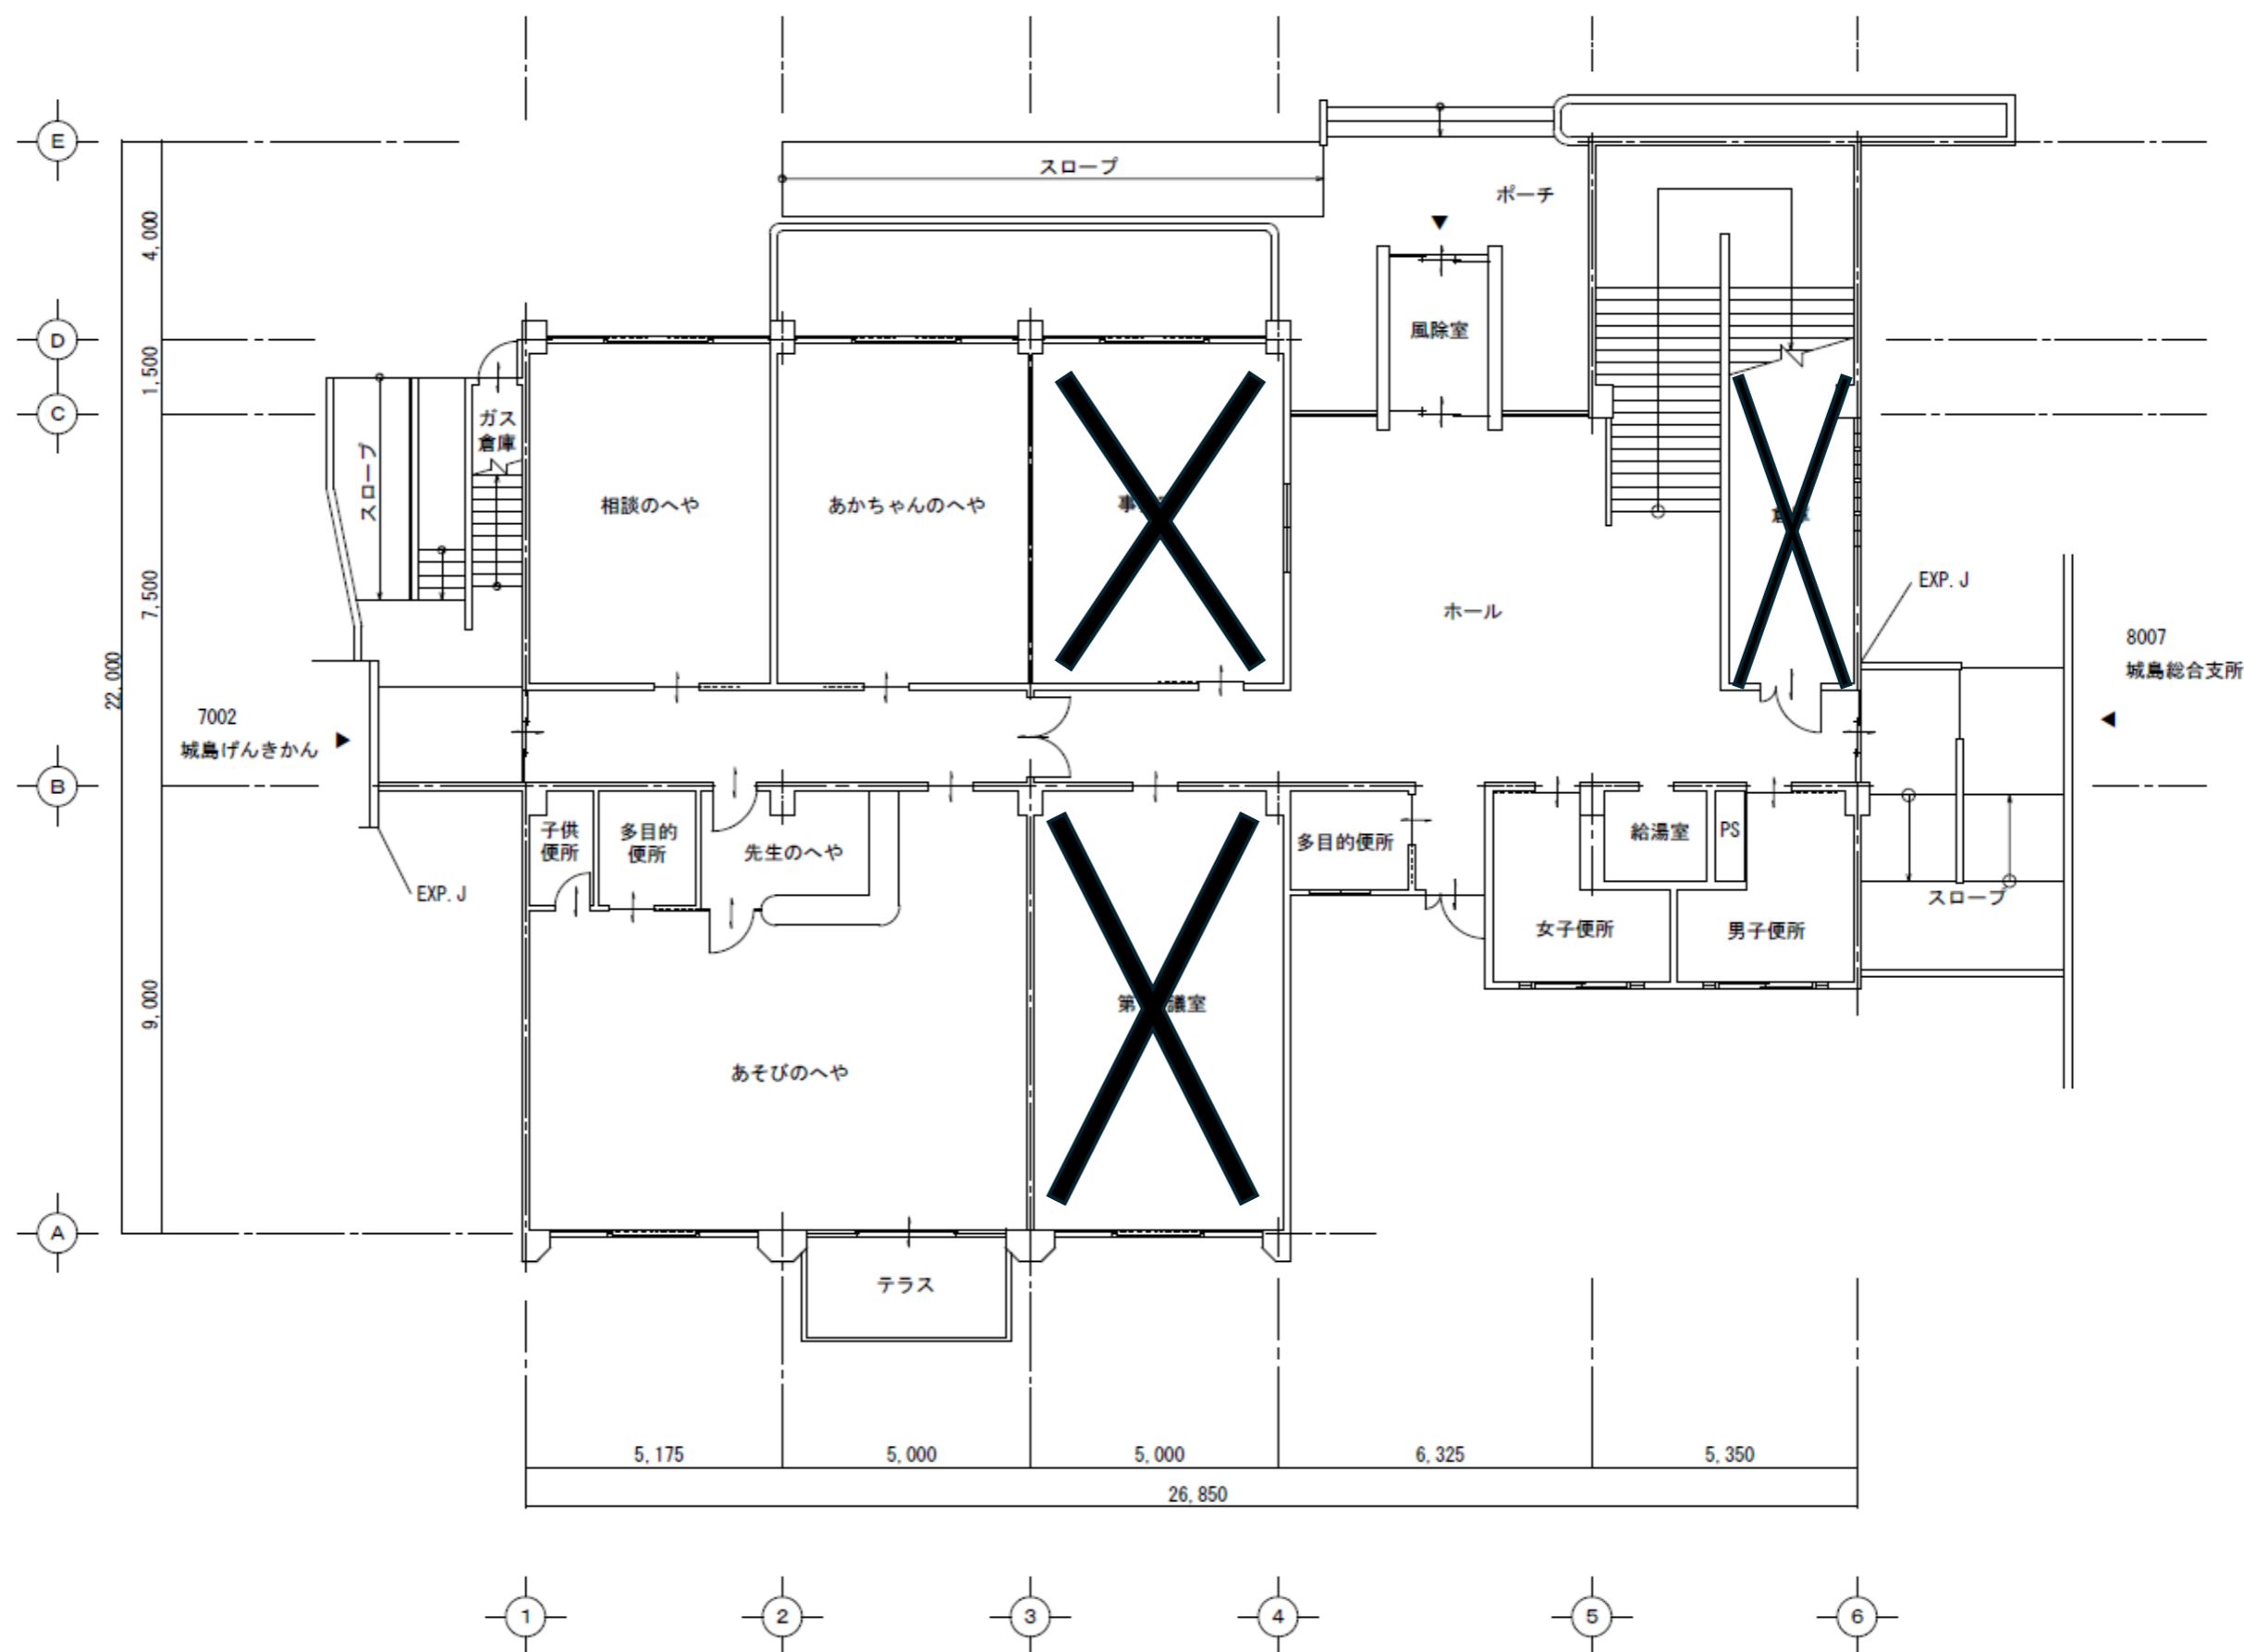 E
スロープ
ポーチ
4,000
風除室
D
1,500
ガス
倉庫
C
スロープ
相談のへや
あかちゃんのへや
事
EXP.J
7,500
ホール
8007
城島総合支所
22,000
7002
城島げんきかん
B
子供
便所
多目的
便所
先生のへや
多目的便所
給湯室
PS
EXP.J
スロープ
女子便所
男子便所
9,000
第
議室
あそびのへや
A
テラス
5,175
5,000
5,000
6,325
5,350
26,850
1
2
3
4
5
6